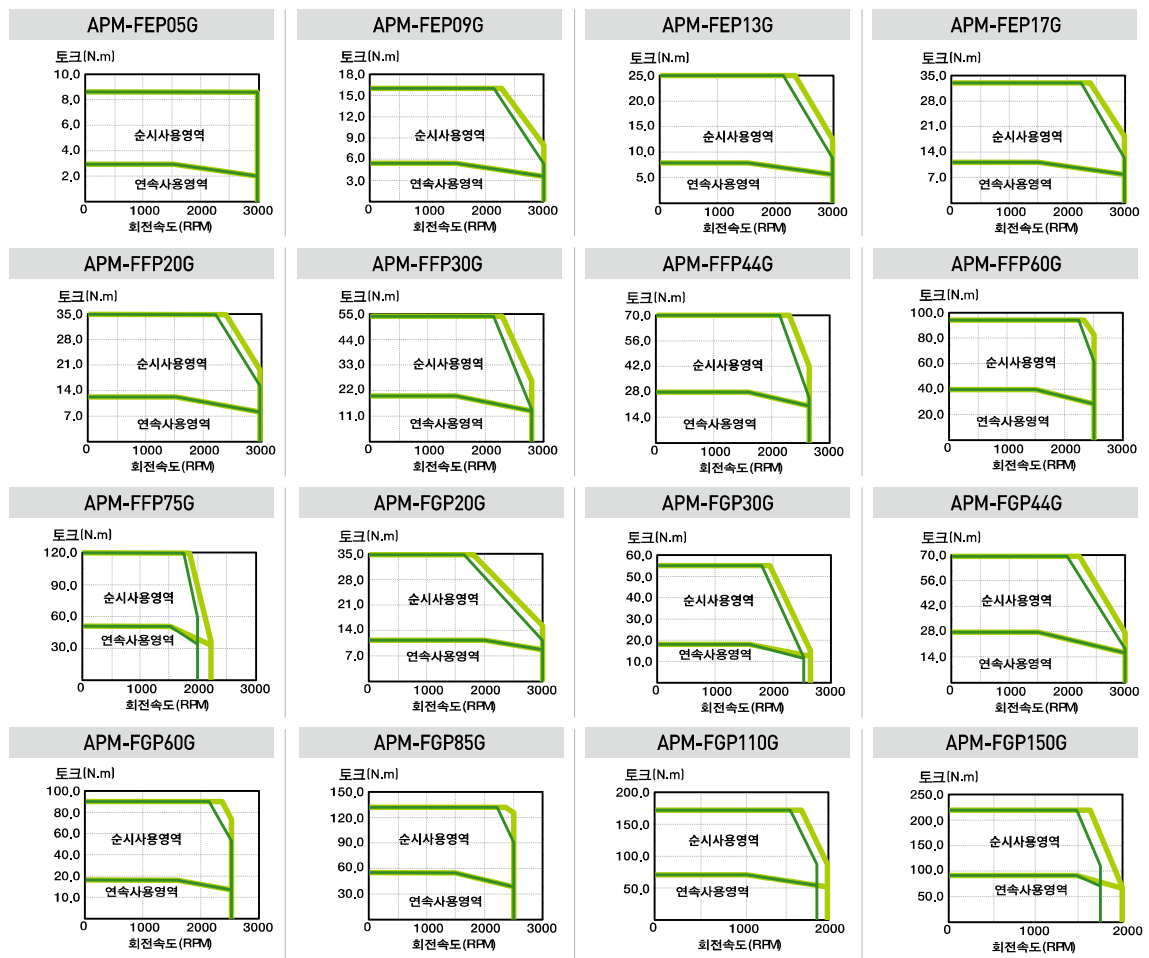 APM-FEP05G
토크(N.m)
10,0
8,0
6,0
4,0
2,0
순시사용영역
연속사용영역
0 1000 2000 3000
회전속도(RPM)
APM-FEP09G
토크(N.m)
18,0
15,0
12,0
9,0
6,0
3,0
순시사용영역
연속사용영역
0 1000 2000 3000
회전속도(RPM)
APM-FEP13G
토크(N.m)
25,0
20,0
15,0
10,0
5,0
순시사용영역
연속사용영역
0 1000 2000 3000
회전속도(RPM)
APM-FEP17G
토크(N.m)
35,0
28,0
21,0
14,0
7,0
순시사용영역
연속사용영역
0 1000 2000 3000
회전속도(RPM)
APM-FFP20G
토크(N.m)
35,0
28,0
21,0
14,0
7,0
순시사용영역
연속사용영역
0 1000 2000 3000
회전속도(RPM)
APM-FFP30G
토크(N.m)
55,0
44,0
33,0
22,0
11,0
순시사용영역
연속사용영역
0 1000 2000 3000
회전속도(RPM)
APM-FFP44G
토크(N.m)
70,0
56,0
42,0
28,0
14,0
순시사용영역
연속사용영역
0 1000 2000 3000
회전속도(RPM)
APM-FFP60G
토크(N.m)
100,0
80,0
60,0
40,0
20,0
순시사용영역
연속사용영역
0 1000 2000 3000
회전속도(RPM)
APM-FFP75G
토크(N.m)
120,0
90,0
60,0
30,0
순시사용영역
연속사용영역
0 1000 2000 3000
회전속도(RPM)
APM-FGP20G
토크(N.m)
35,0
28,0
21,0
14,0
7,0
순시사용영역
연속사용영역
0 1000 2000 3000
회전속도(RPM)
APM-FGP30G
토크(N.m)
60,0
50,0
40,0
30,0
20,0
10,0
순시사용영역
연속사용영역
0 1000 2000 3000
회전속도(RPM)
APM-FGP44G
토크(N.m)
70,0
56,0
42,0
28,0
14,0
순시사용영역
연속사용영역
0 1000 2000 3000
회전속도(RPM)
APM-FGP60G
토크(N.m)
100,0
80,0
60,0
40,0
20,0
10,0
순시사용영역
연속사용영역
0 1000 2000 3000
회전속도(RPM)
APM-FGP85G
토크(N.m)
150,0
120,0
90,0
60,0
30,0
순시사용영역
연속사용영역
0 1000 2000 3000
회전속도(RPM)
APM-FGP110G
토크(N.m)
200,0
150,0
100,0
50,0
순시사용영역
연속사용영역
0 1000 2000
회전속도(RPM)
APM-FGP150G
토크(N.m)
250,0
200,0
150,0
100,0
50,0
순시사용영역
연속사용영역
0 1000 2000
회전속도(RPM)